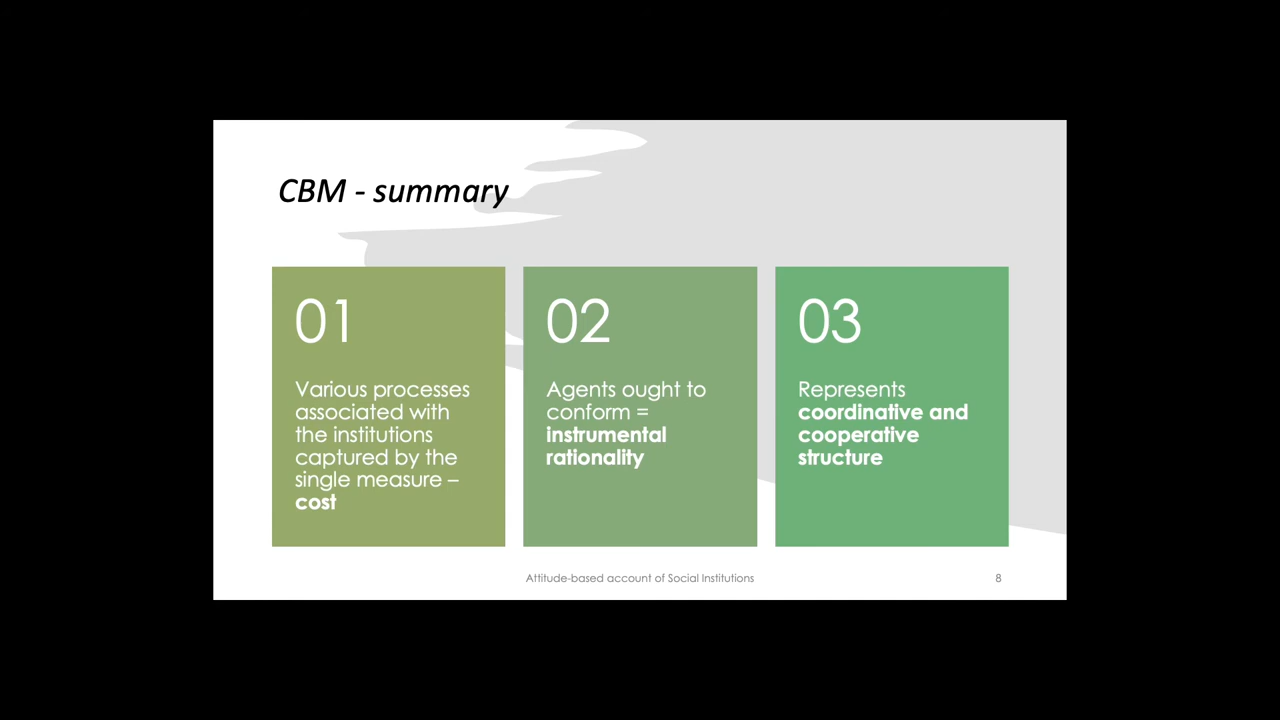 CBM - summary
01
Various processes
associated with
the institutions
captured by the
single measure –
cost
02
Agents ought to
conform =
instrumental
rationality
03
Represents
coordinative and
cooperative
structure
Attitude-based account of Social Institutions
8